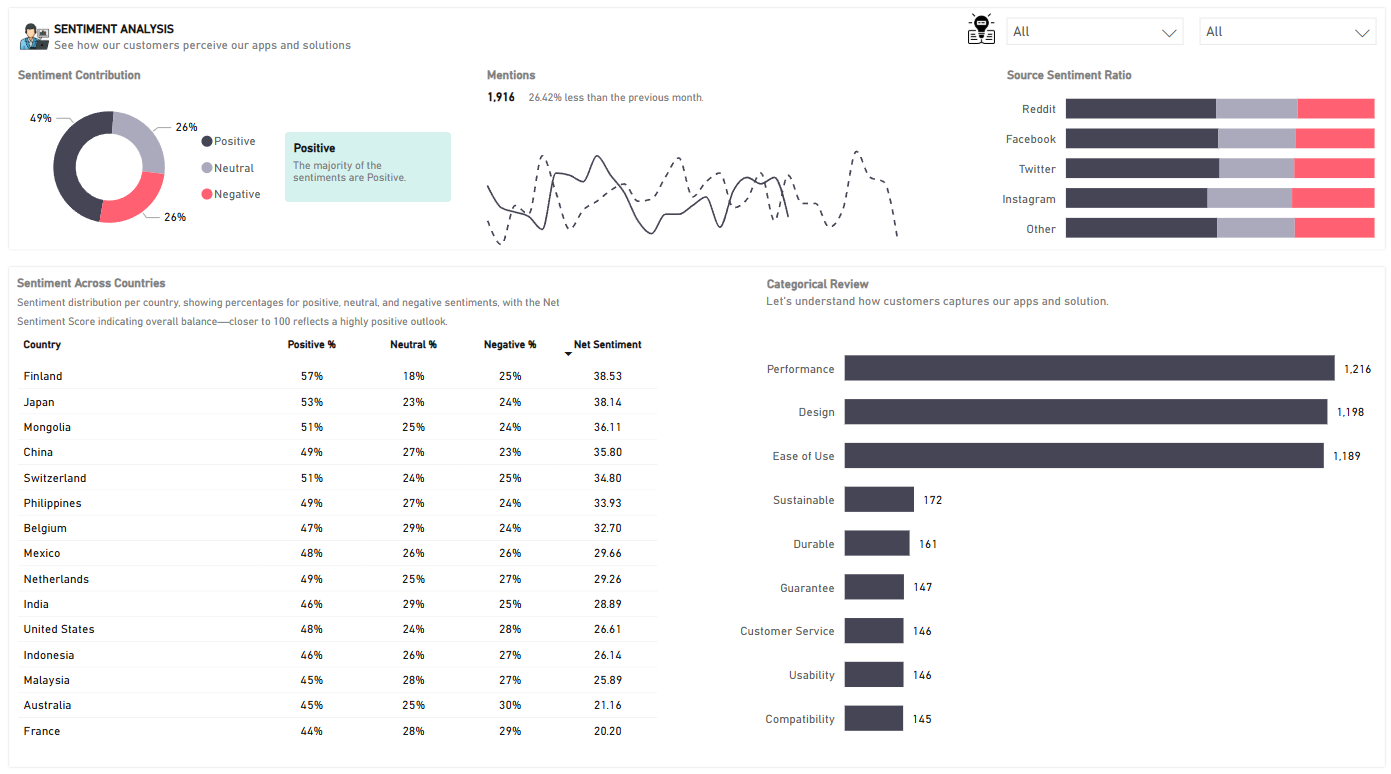 SENTIMENT ANALYSIS
See how our customers perceive our apps and solutions
All
All
Sentiment Contribution
49%
26%
26%
Positive
Neutral
Negative
Positive
The majority of the
sentiments are Positive.
Mentions
1,916 26.42% less than the previous month.
Source Sentiment Ratio
Reddit
Facebook
Twitter
Instagram
Other
Sentiment Across Countries
Sentiment distribution per country, showing percentages for positive, neutral, and negative sentiments, with the Net
Sentiment Score indicating overall balance—closer to 100 reflects a highly positive outlook.
Country Positive % Neutral % Negative % Net Sentiment
Finland 57% 18% 25% 38.53
Japan 53% 23% 24% 38.14
Mongolia 51% 25% 24% 36.11
China 49% 27% 23% 35.80
Switzerland 51% 24% 25% 34.80
Philippines 49% 27% 24% 33.93
Belgium 47% 29% 24% 32.70
Mexico 48% 26% 26% 29.66
Netherlands 49% 25% 27% 29.26
India 46% 29% 25% 28.89
United States 48% 24% 28% 26.61
Indonesia 46% 26% 27% 26.14
Malaysia 45% 28% 27% 25.89
Australia 45% 25% 30% 21.16
France 44% 28% 29% 20.20
Categorical Review
Let's understand how customers captures our apps and solution.
Performance 1,216
Design 1,198
Ease of Use 1,189
Sustainable 172
Durable 161
Guarantee 147
Customer Service 146
Usability 146
Compatibility 145